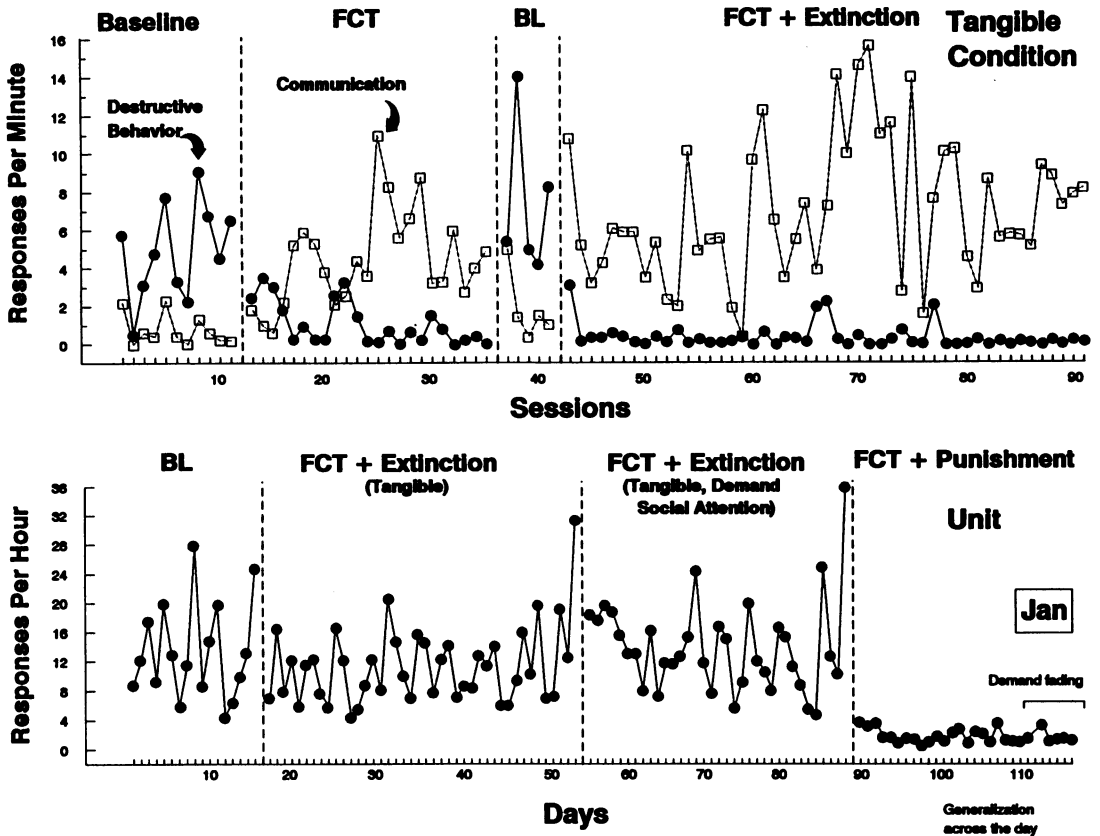 Baseline FCT BL FCT + Extinction Tangible
Condition
16
14
12
10
8
6
4
2
0
Responses Per Minute
Destructive
Behavior
Communication
10 20 30 40 50 60 70 80 90
Sessions
BL FCT + Extinction FCT + Extinction FCT + Punishment
(Tangible) (Tangible, Demand
Social Attention)
36
32
28
24
20
16
12
8
4
0
Responses Per Hour
Unit
Jan
Demand fading
10 20 30 40 50 60 70 80 90 100 110
Days
Generalization
across the day